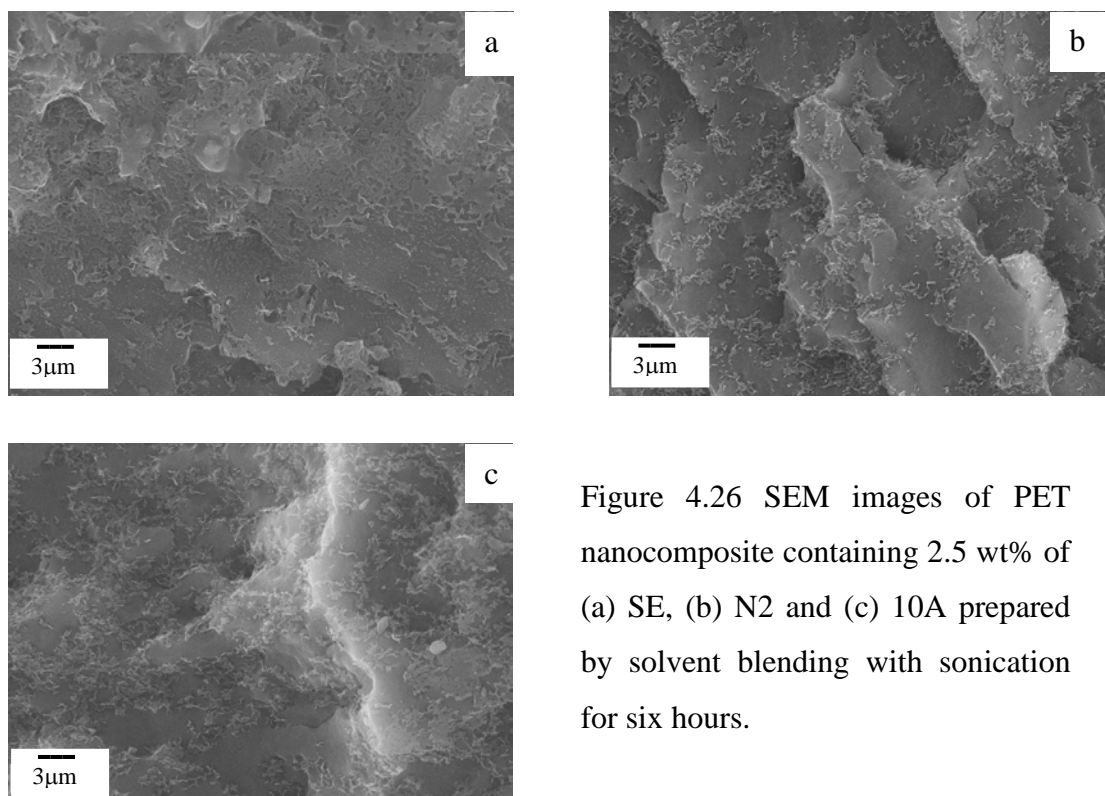 a
3μm
b
3μm
c
3μm
Figure 4.26 SEM images of PET
nanocomposite containing 2.5 wt% of
(a) SE, (b) N2 and (c) 10A prepared
by solvent blending with sonication
for six hours.